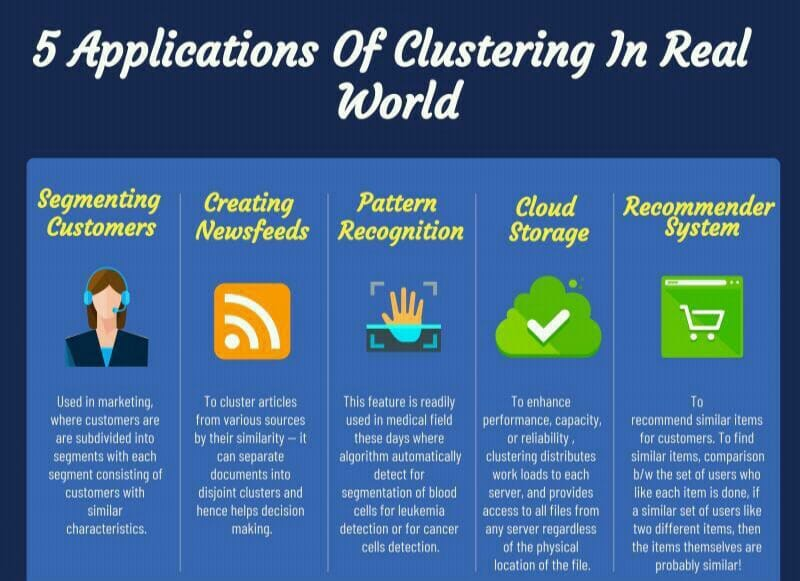 5 Applications Of Clustering In Real
World
Segmenting
Customers
Used in marketing,
where customers are
are subdivided into
segments with each
segment consisting of
customers with
similar
characteristics.
Creating
Newsfeeds
To cluster articles
from various sources
by their similarity — it
can separate
documents into
disjoint clusters and
hence helps decision
making.
Pattern
Recognition
This feature is readily
used in medical field
these days where
algorithm automatically
detect for
segmentation of blood
cells for leukemia
detection or for cancer
cells detection.
Cloud
Storage
To enhance
performance, capacity,
or reliability ,
clustering distributes
work loads to each
server, and provides
access to all files from
any server regardless
of the physical
location of the file.
Recommender
System
To
recommend similar items
for customers. To find
similar items, comparison
b/w the set of users who
like each item is done, if
a similar set of users like
two different items, then
the items themselves are
probably similar!